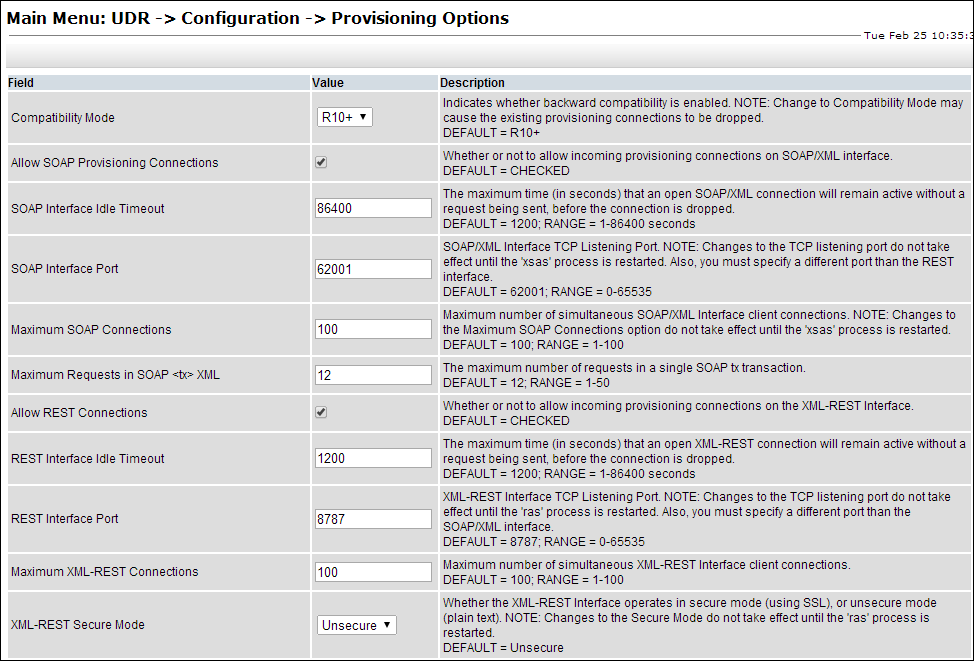 Main Menu: UDR -> Configuration -> Provisioning Options
Tue Feb 25 10:35:3
Field Value Description
Compatibility Mode
R10+
Indicates whether backward compatibility is enabled. NOTE: Change to Compatibility Mode may
cause the existing provisioning connections to be dropped.
DEFAULT = R10+
Allow SOAP Provisioning Connections
Whether or not to allow incoming provisioning connections on SOAP/XML interface.
DEFAULT = CHECKED
SOAP Interface Idle Timeout
86400
The maximum time (in seconds) that an open SOAP/XML connection will remain active without a
request being sent, before the connection is dropped.
DEFAULT = 1200; RANGE = 1-86400 seconds
SOAP Interface Port
62001
SOAP/XML Interface TCP Listening Port. NOTE: Changes to the TCP listening port do not take
effect until the 'xsas' process is restarted. Also, you must specify a different port than the REST
interface.
DEFAULT = 62001; RANGE = 0-65535
Maximum SOAP Connections
100
Maximum number of simultaneous SOAP/XML Interface client connections. NOTE: Changes to
the Maximum SOAP Connections option do not take effect until the 'xsas' process is restarted.
DEFAULT = 100; RANGE = 1-100
Maximum Requests in SOAP <tx> XML
12
The maximum number of requests in a single SOAP tx transaction.
DEFAULT = 12; RANGE = 1-50
Allow REST Connections
Whether or not to allow incoming provisioning connections on the XML-REST Interface.
DEFAULT = CHECKED
REST Interface Idle Timeout
1200
The maximum time (in seconds) that an open XML-REST connection will remain active without a
request being sent, before the connection is dropped.
DEFAULT = 1200; RANGE = 1-86400 seconds
REST Interface Port
8787
XML-REST Interface TCP Listening Port. NOTE: Changes to the TCP listening port do not take
effect until the 'ras' process is restarted. Also, you must specify a different port than the
SOAP/XML interface.
DEFAULT = 8787; RANGE = 0-65535
Maximum XML-REST Connections
100
Maximum number of simultaneous XML-REST Interface client connections.
DEFAULT = 100; RANGE = 1-100
XML-REST Secure Mode
Unsecure
Whether the XML-REST Interface operates in secure mode (using SSL), or unsecure mode
(plain text). NOTE: Changes to the Secure Mode do not take effect until the 'ras' process is
restarted.
DEFAULT = Unsecure